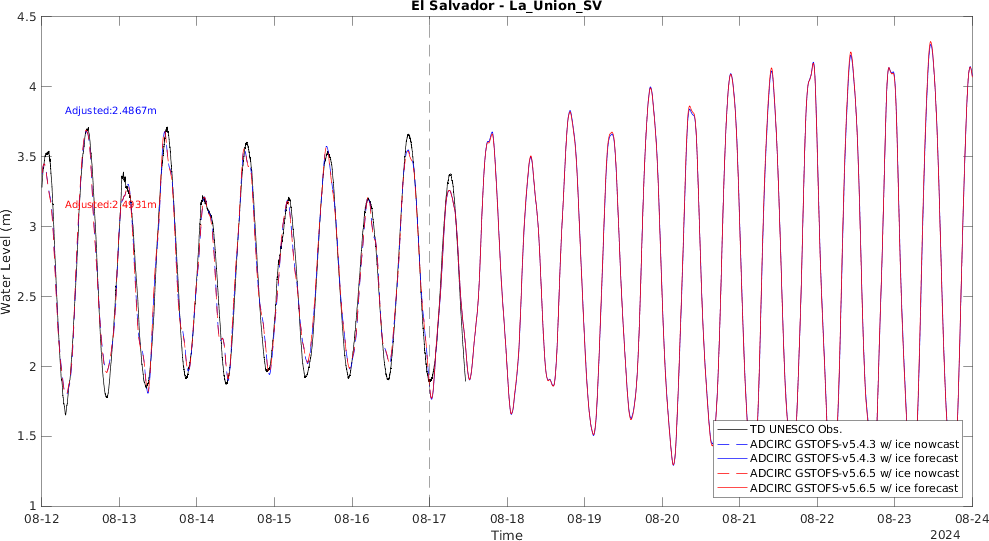 El Salvador - La_Union_SV
4.5
4
3.5
3
2.5
2
1.5
1
Water Level (m)
Adjusted:2.4867m
Adjusted:2.4931m
TD UNESCO Obs.
ADCIRC GSTOFS-v5.4.3 w/ ice nowcast
ADCIRC GSTOFS-v5.4.3 w/ ice forecast
ADCIRC GSTOFS-v5.6.5 w/ ice nowcast
ADCIRC GSTOFS-v5.6.5 w/ ice forecast
08-12 08-13 08-14 08-15 08-16 08-17 08-18 08-19 08-20 08-21 08-22 08-23 08-24
Time
2024